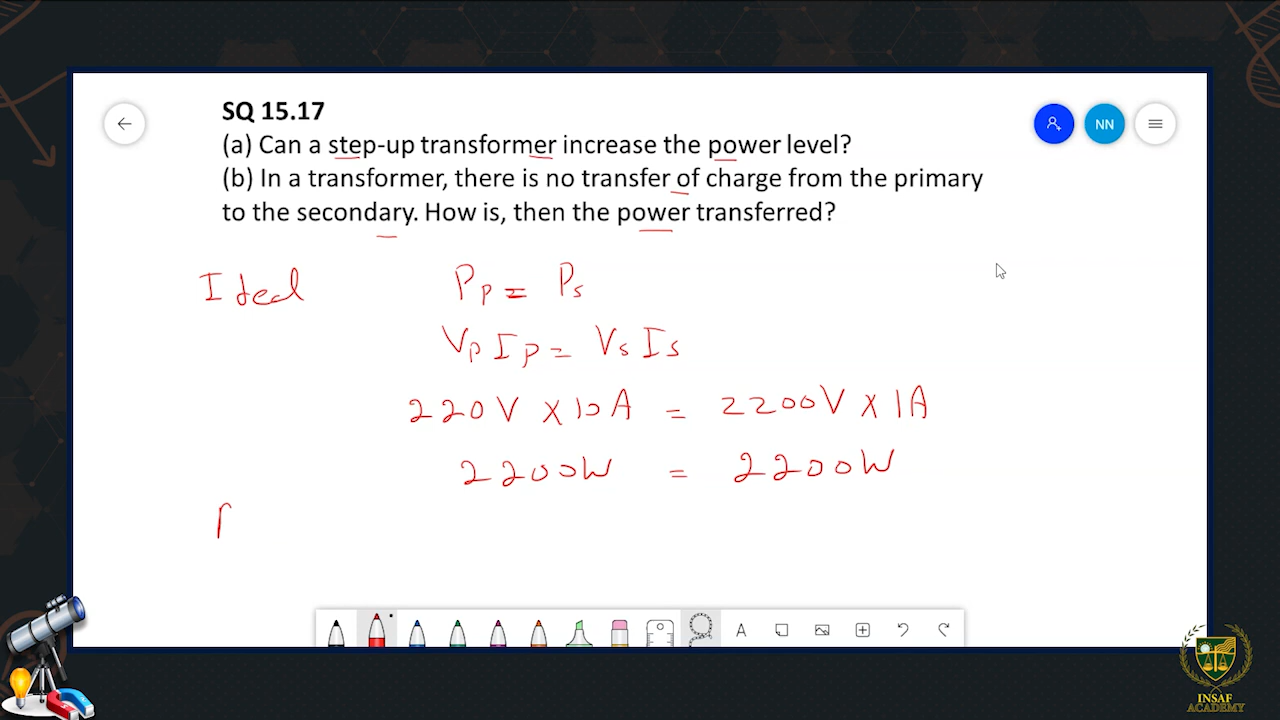 SQ 15.17
(a) Can a step-up transformer increase the power level?
(b) In a transformer, there is no transfer of charge from the primary
to the secondary. How is, then the power transferred?
NN
Ideal
Pp = Ps
Vp Ip = Vs Is
220V X 10A = 2200V X 1A
2200W = 2200W
A
INSAF
ACADEMY